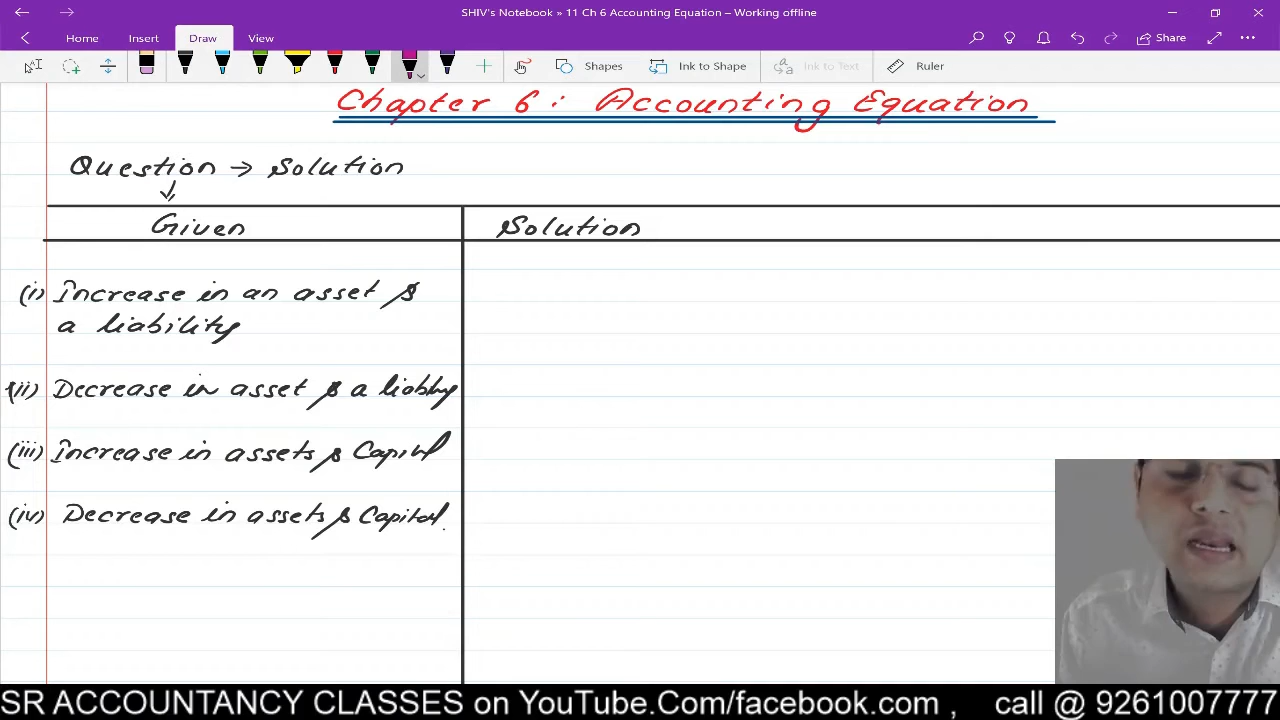 SHIV's Notebook » 11 Ch 6 Accounting Equation – Working offline
Home Insert Draw View
Share
Shapes Ink to Shape Ink to Text Ruler
Chapter 6 : Accounting Equation
Question → Solution
Given Solution
(i) Increase in an asset &
a liability
(ii) Decrease in asset & a liability
(iii) Increase in assets & Capital
(iv) Decrease in assets & Capital.
SR ACCOUNTANCY CLASSES on YouTube.Com/facebook.com , call @ 9261007777